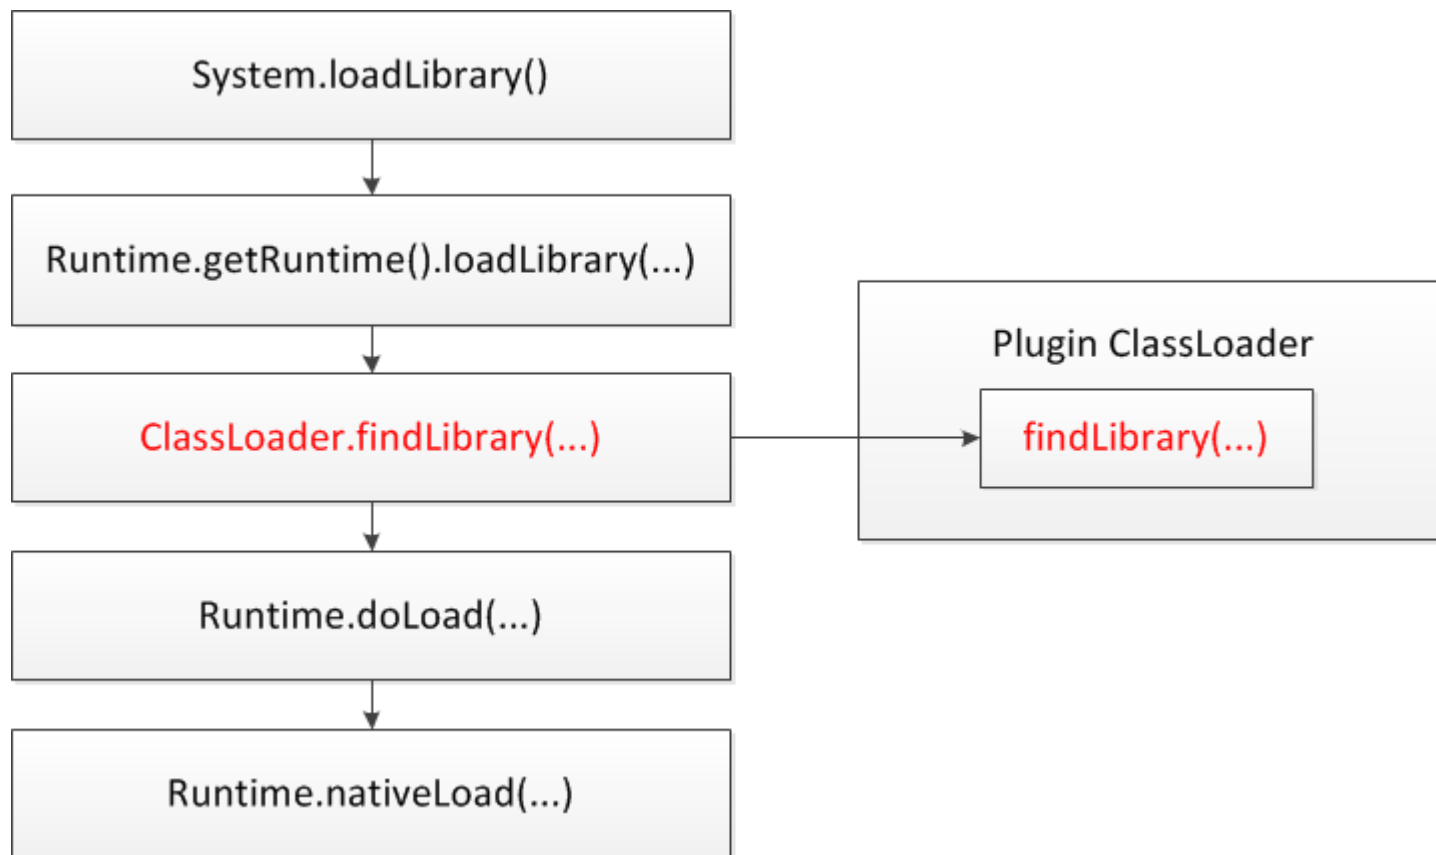 System.loadLibrary()
Runtime.getRuntime().loadLibrary(...)
ClassLoader.findLibrary(...)
Plugin ClassLoader
findLibrary(...)
Runtime.doLoad(...)
Runtime.nativeLoad(...)